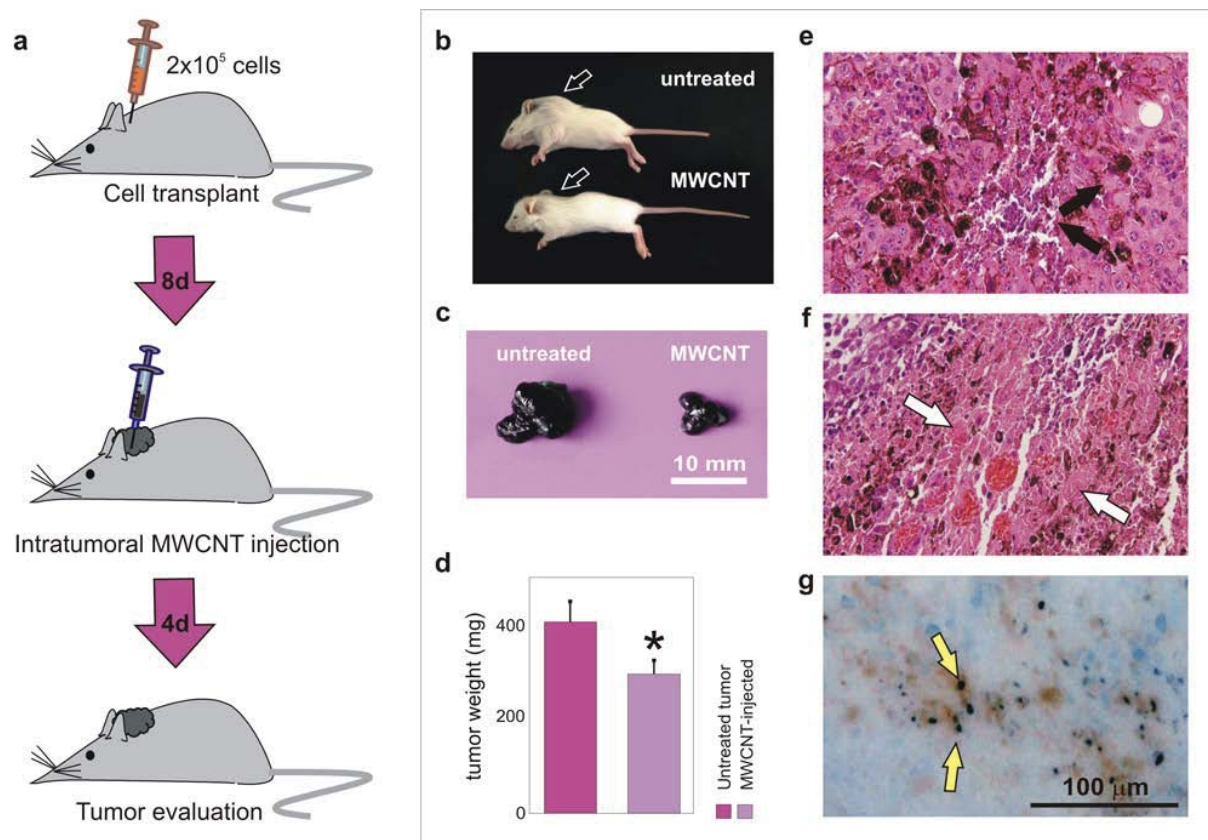 a
2x10⁵ cells
Cell transplant
8d
Intratumoral MWCNT injection
4d
Tumor evaluation
b
untreated
MWCNT
c
untreated
MWCNT
10 mm
d
tumor weight (mg)
400
200
0
*
Untreated tumor
MWCNT-injected
e
f
g
100 µm